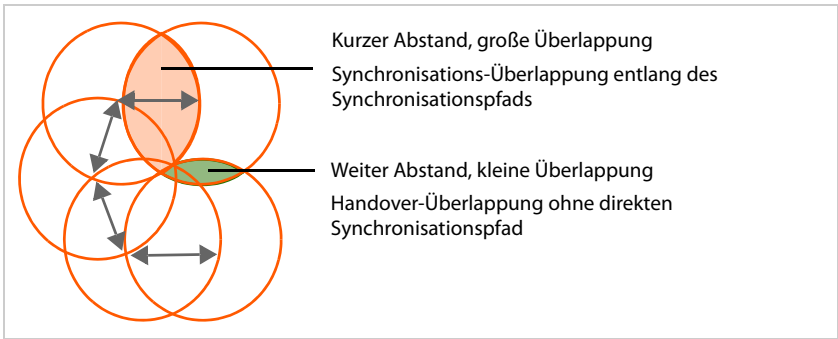 Kurzer Abstand, große Überlappung
Synchronisations-Überlappung entlang des
Synchronisationspfads
Weiter Abstand, kleine Überlappung
Handover-Überlappung ohne direkten
Synchronisationspfad